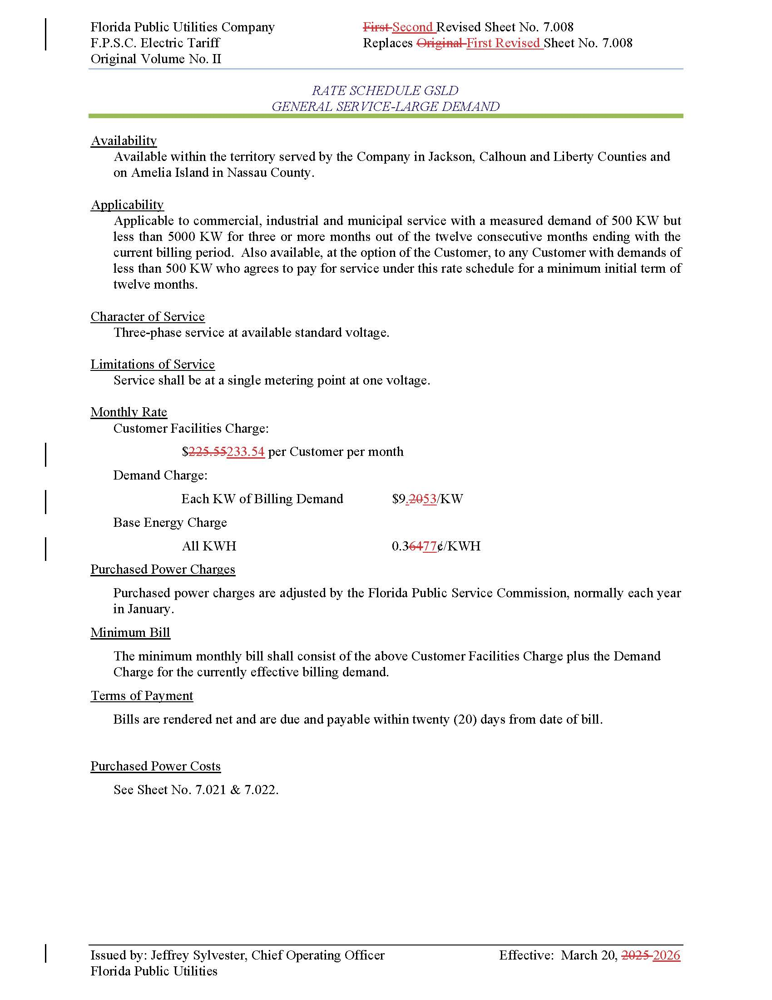 Florida Public Utilities Company
First Second Revised Sheet No. 7.008
F.P.S.C. Electric Tariff
Replaces Original First Revised Sheet No. 7.008
Original Volume No. II
RATE SCHEDULE GSLD
GENERAL SERVICE-LARGE DEMAND
Availability
Available within the territory served by the Company in Jackson, Calhoun and Liberty Counties and
on Amelia Island in Nassau County.
Applicability
Applicable to commercial, industrial and municipal service with a measured demand of 500 KW but
less than 5000 KW for three or more months out of the twelve consecutive months ending with the
current billing period. Also available, at the option of the Customer, to any Customer with demands of
less than 500 KW who agrees to pay for service under this rate schedule for a minimum initial term of
twelve months.
Character of Service
Three-phase service at available standard voltage.
Limitations of Service
Service shall be at a single metering point at one voltage.
Monthly Rate
Customer Facilities Charge:
$225.55233.54 per Customer per month
Demand Charge:
Each KW of Billing Demand $9.2053/KW
Base Energy Charge
All KWH 0.36477¢/KWH
Purchased Power Charges
Purchased power charges are adjusted by the Florida Public Service Commission, normally each year
in January.
Minimum Bill
The minimum monthly bill shall consist of the above Customer Facilities Charge plus the Demand
Charge for the currently effective billing demand.
Terms of Payment
Bills are rendered net and are due and payable within twenty (20) days from date of bill.
Purchased Power Costs
See Sheet No. 7.021 & 7.022.
Issued by: Jeffrey Sylvester, Chief Operating Officer
Effective: March 20, 2025 2026
Florida Public Utilities